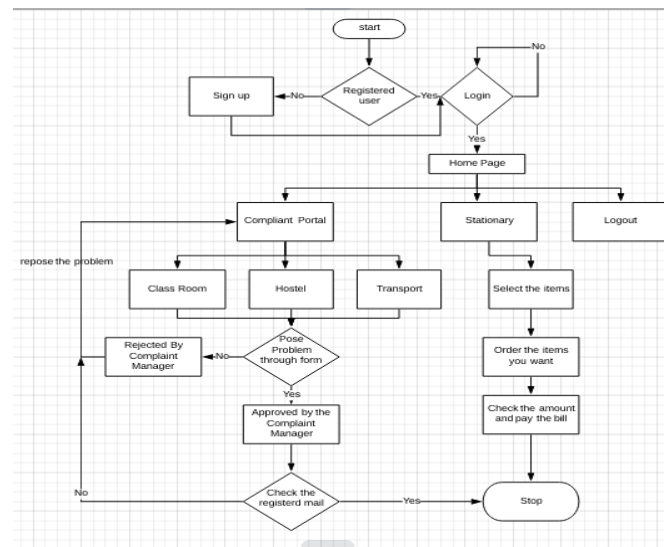 start
No
Registered
user
Yes
Login
No
Sign up
Yes
Home Page
Compliant Portal
Stationary
Logout
repose the problem
Class Room
Hostel
Transport
Select the items
Rejected By
Complaint
Manager
No
Pose
Problem
through form
Order the items
you want
Yes
Approved by the
Complaint
Manager
Check the amount
and pay the bill
No
Check the
registerd mail
Yes
Stop